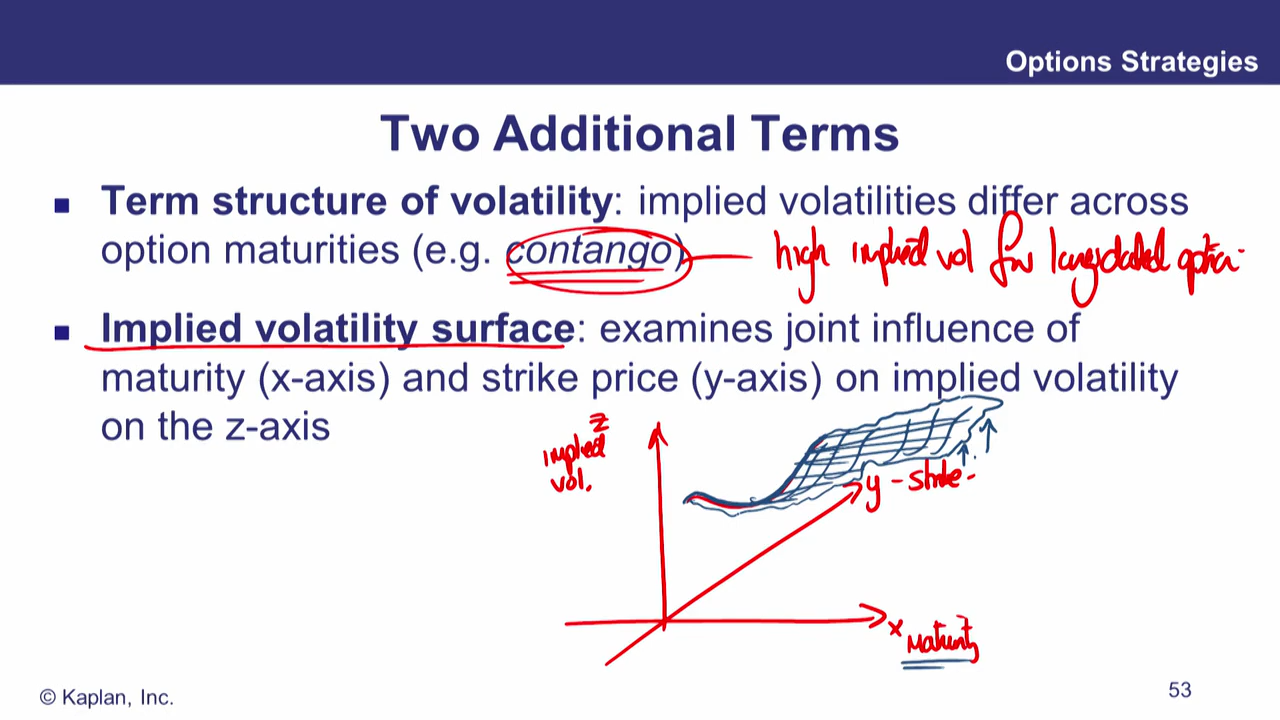 Options Strategies
Two Additional Terms
■ Term structure of volatility: implied volatilities differ across
option maturities (e.g. contango)
high implied vol for long-dated option
■ Implied volatility surface: examines joint influence of
maturity (x-axis) and strike price (y-axis) on implied volatility
on the z-axis
z
implied
vol.
y - strike
x
maturity
© Kaplan, Inc.
53